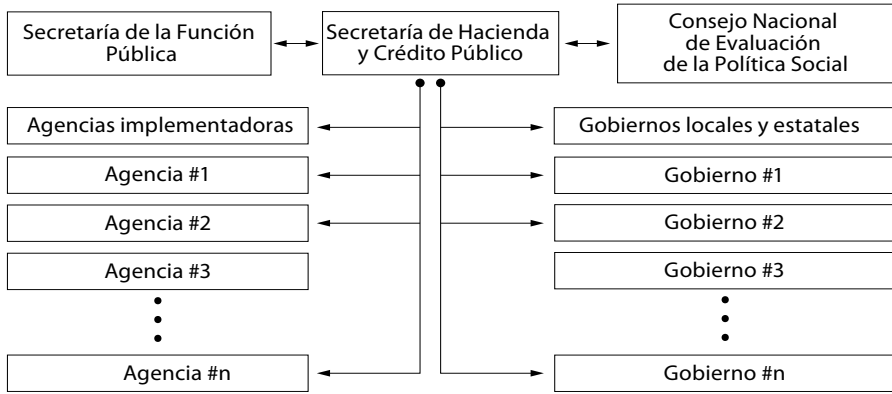 Secretaría de la Función
Pública
Secretaría de Hacienda
y Crédito Público
Consejo Nacional
de Evaluación
de la Política Social
Agencias implementadoras
Gobiernos locales y estatales
Agencia #1
Gobierno #1
Agencia #2
Gobierno #2
Agencia #3
Gobierno #3
Agencia #n
Gobierno #n